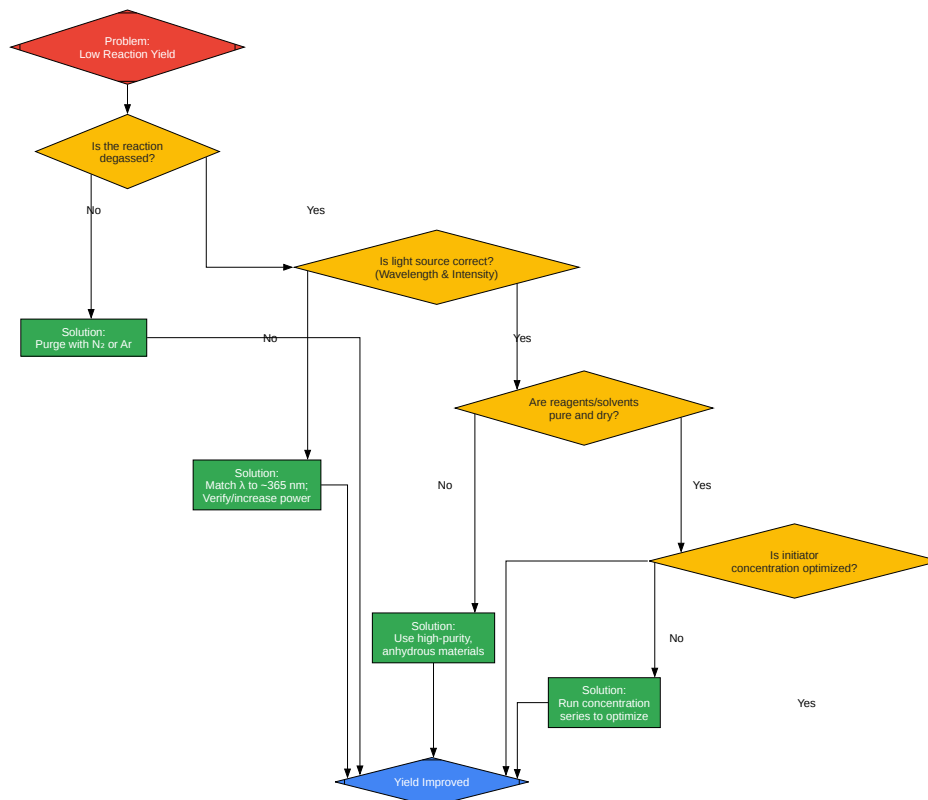 Problem:
Low Reaction Yield
Is the reaction
degassed?
No
Yes
Is light source correct?
(Wavelength & Intensity)
Solution:
Purge with N₂ or Ar
No
Yes
Are reagents/solvents
pure and dry?
Solution:
Match λ to ~365 nm;
Verify/increase power
No
Yes
Is initiator
concentration optimized?
Solution:
Use high-purity,
anhydrous materials
No
Solution:
Run concentration
series to optimize
Yes
Yield Improved